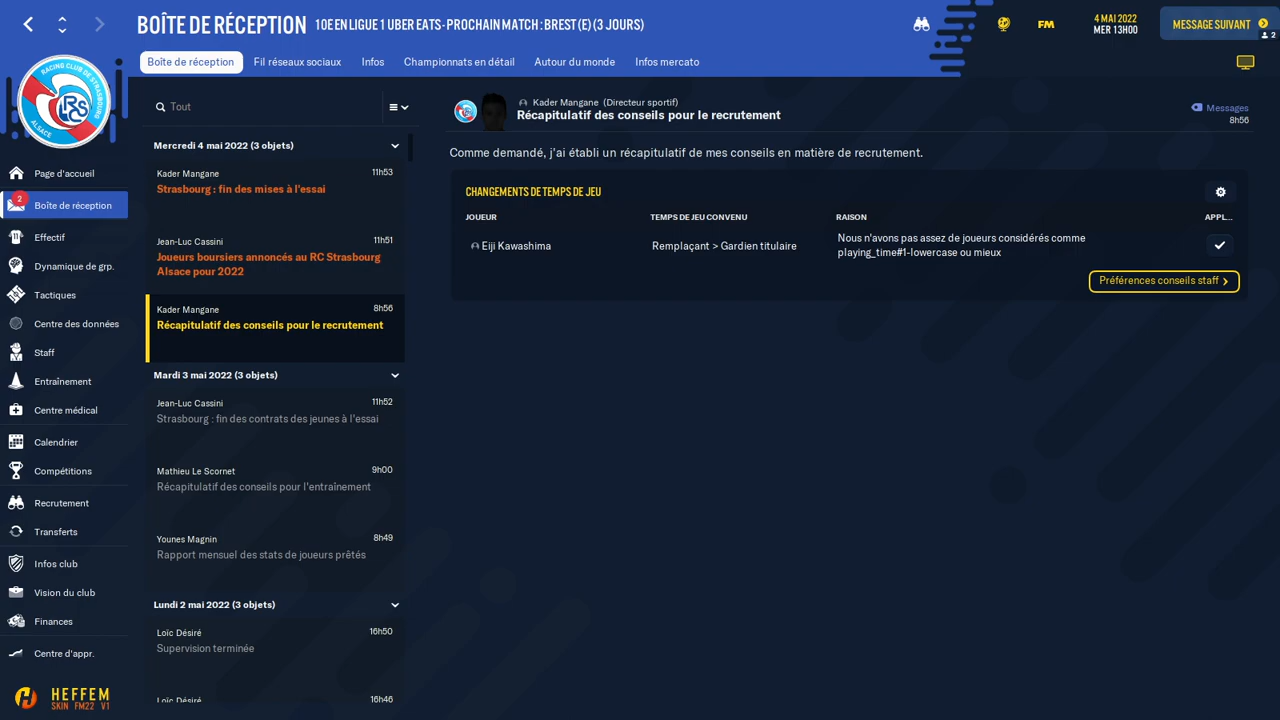 BOÎTE DE RÉCEPTION
10E EN LIGUE 1 UBER EATS - PROCHAIN MATCH : BREST (E) (3 JOURS)
FM
4 MAI 2022
MER 13H00
MESSAGE SUIVANT
2
Boîte de réception
Fil réseaux sociaux
Infos
Championnats en détail
Autour du monde
Infos mercato
RACING CLUB DE STRASBOURG
RCS
ALSACE
Page d'accueil
2
Boîte de réception
Effectif
Dynamique de grp.
Tactiques
Centre des données
Staff
Entraînement
Centre médical
Calendrier
Compétitions
Recrutement
Transferts
Infos club
Vision du club
Finances
Centre d'appr.
HEFFEM
SKIN FM22 V1
Tout
Mercredi 4 mai 2022 (3 objets)
Kader Mangane
11h53
Strasbourg : fin des mises à l'essai
Jean-Luc Cassini
11h51
Joueurs boursiers annoncés au RC Strasbourg
Alsace pour 2022
Kader Mangane
8h56
Récapitulatif des conseils pour le recrutement
Mardi 3 mai 2022 (3 objets)
Jean-Luc Cassini
11h52
Strasbourg : fin des contrats des jeunes à l'essai
Mathieu Le Scornet
9h00
Récapitulatif des conseils pour l'entraînement
Younes Magnin
8h49
Rapport mensuel des stats de joueurs prêtés
Lundi 2 mai 2022 (3 objets)
Loïc Désiré
16h50
Supervision terminée
Loïc Désiré
16h46
Kader Mangane (Directeur sportif)
Récapitulatif des conseils pour le recrutement
Messages
8h56
Comme demandé, j'ai établi un récapitulatif de mes conseils en matière de recrutement.
CHANGEMENTS DE TEMPS DE JEU
JOUEUR
TEMPS DE JEU CONVENU
RAISON
APPL...
Eiji Kawashima
Remplaçant > Gardien titulaire
Nous n'avons pas assez de joueurs considérés comme
playing_time#1-lowercase ou mieux
Préférences conseils staff